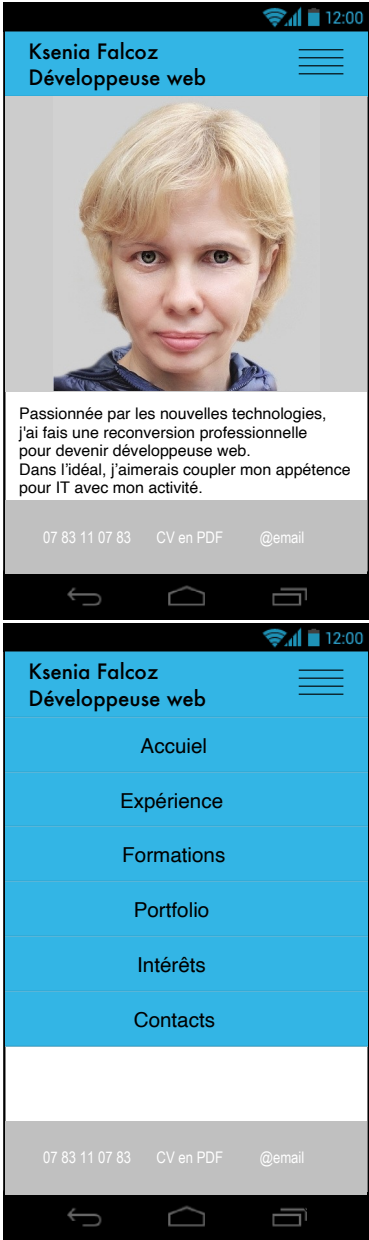 12:00
Ksenia Falcoz
Développeuse web
Passionnée par les nouvelles technologies,
j'ai fais une reconversion professionnelle
pour devenir développeuse web.
Dans l'idéal, j'aimerais coupler mon appétence
pour IT avec mon activité.
07 83 11 07 83 CV en PDF @email
12:00
Ksenia Falcoz
Développeuse web
Accuiel
Expérience
Formations
Portfolio
Intérêts
Contacts
07 83 11 07 83 CV en PDF @email